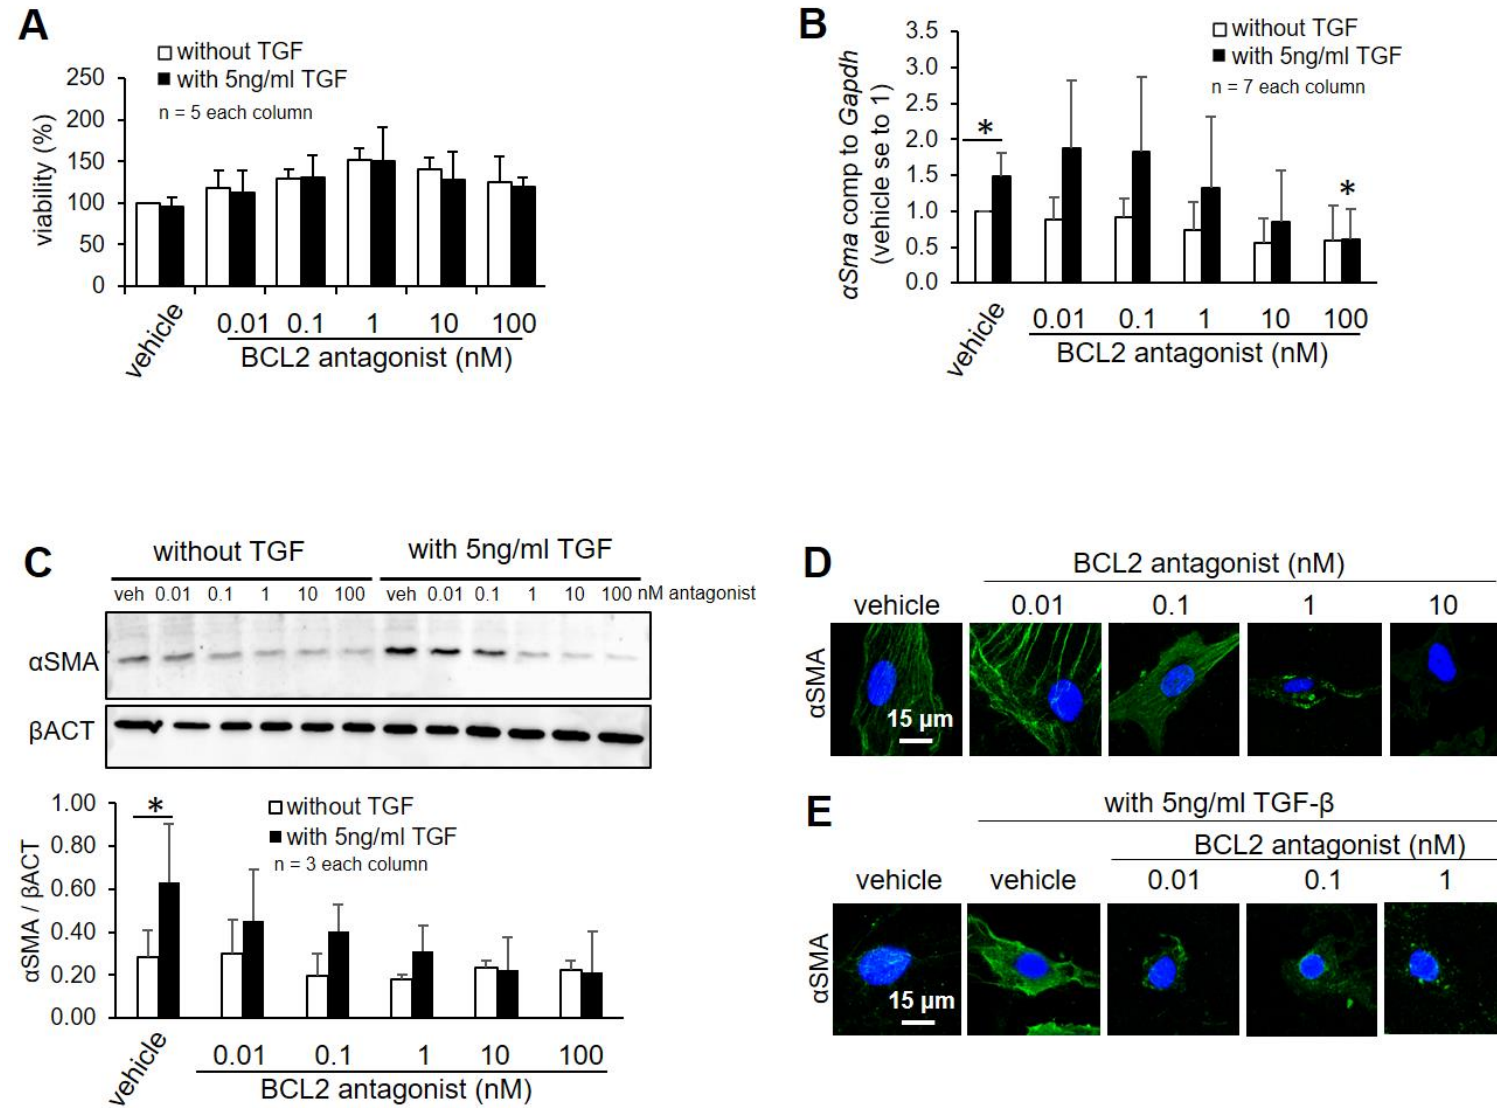 A
without TGF
with 5ng/ml TGF
n = 5 each column
viability (%)
250
200
150
100
50
0
vehicle
0.01 0.1 1 10 100
BCL2 antagonist (nM)
B
without TGF
with 5ng/ml TGF
n = 7 each column
αSma comp to Gapdh
(vehicle se to 1)
3.5
3.0
2.5
2.0
1.5
1.0
0.5
0.0
*
*
vehicle
0.01 0.1 1 10 100
BCL2 antagonist (nM)
C
without TGF with 5ng/ml TGF
veh 0.01 0.1 1 10 100 veh 0.01 0.1 1 10 100 nM antagonist
αSMA
βACT
αSMA / βACT
1.00
0.80
0.60
0.40
0.20
0.00
*
without TGF
with 5ng/ml TGF
n = 3 each column
vehicle
0.01 0.1 1 10 100
BCL2 antagonist (nM)
D
BCL2 antagonist (nM)
vehicle 0.01 0.1 1 10
αSMA
15 µm
E
with 5ng/ml TGF-β
BCL2 antagonist (nM)
vehicle vehicle 0.01 0.1 1
αSMA
15 µm